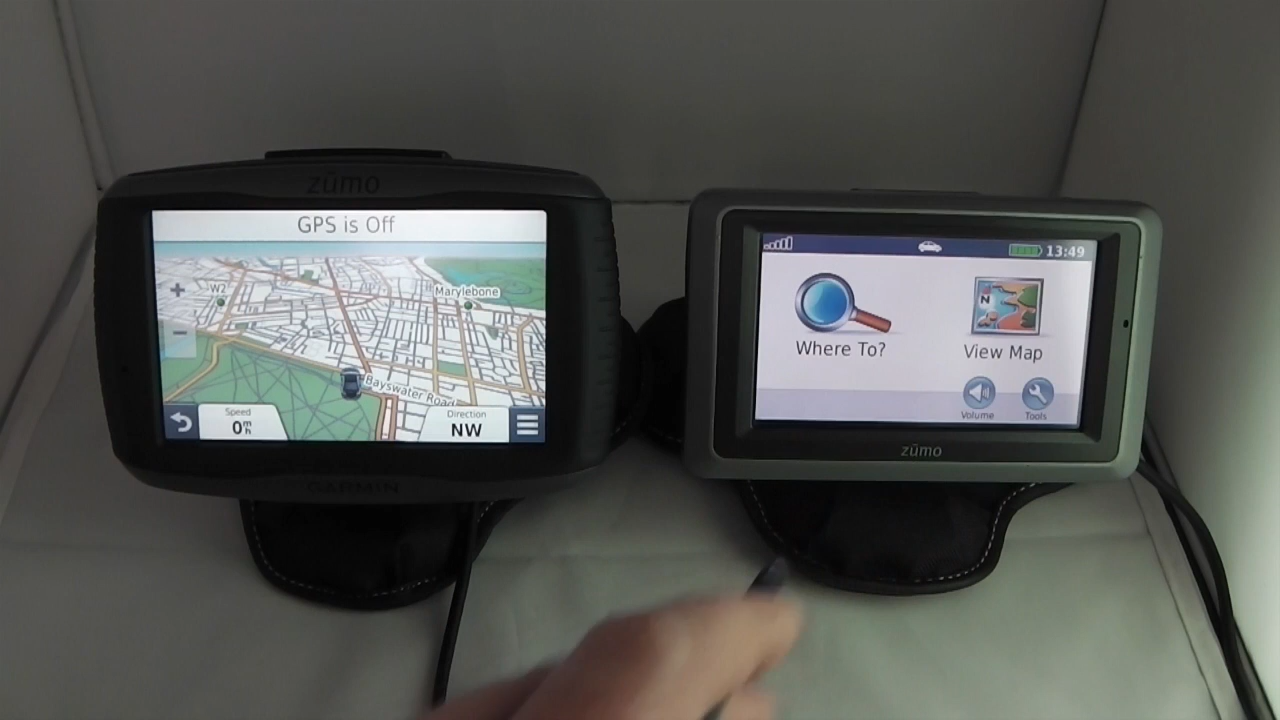 zūmo
GPS is Off
+
W2
Marylebone
−
Bayswater Road
Speed
0 m/h
Direction
NW
GARMIN
13:49
N
Where To?
View Map
Volume
Tools
zūmo